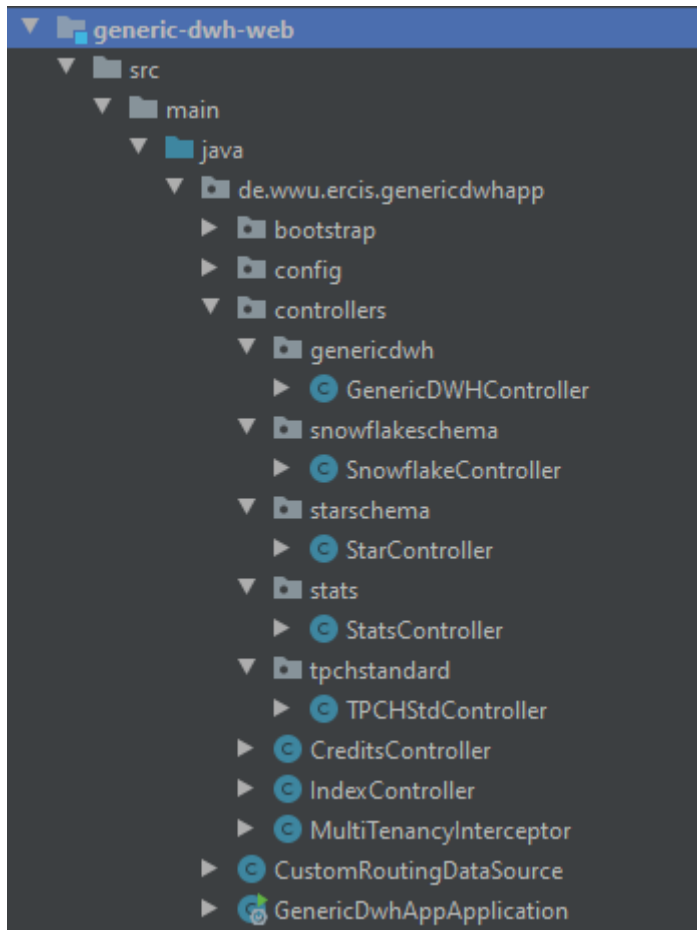 generic-dwh-web
src
main
java
de.wwu.ercis.genericdwhapp
bootstrap
config
controllers
genericdwh
GenericDWHController
snowflakeschema
SnowflakeController
starschema
StarController
stats
StatsController
tpchstandard
TPCHStdController
CreditsController
IndexController
MultiTenancyInterceptor
CustomRoutingDataSource
GenericDwhAppApplication